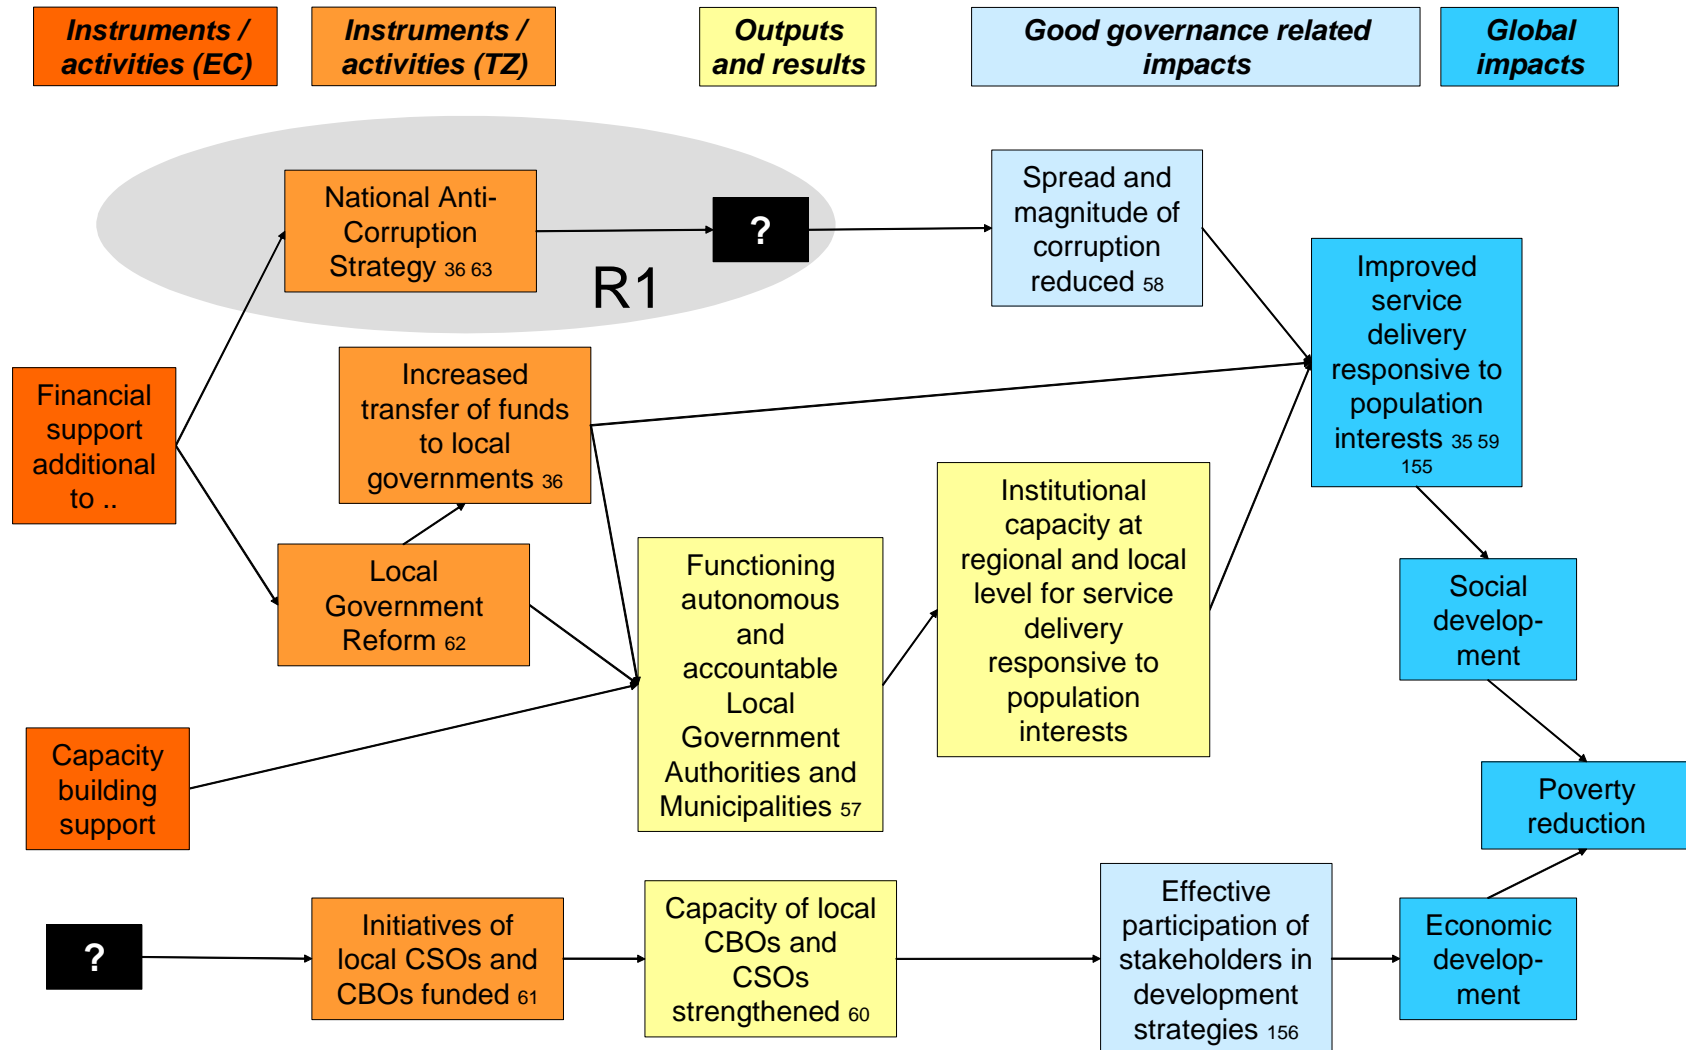 Instruments /
activities (EC)
Instruments /
activities (TZ)
Outputs
and results
Good governance related
impacts
Global
impacts
National Anti-
Corruption
Strategy 36 63
?
R1
Spread and
magnitude of
corruption
reduced 58
Improved
service
delivery
responsive to
population
interests 35 59
155
Financial
support
additional
to ..
Increased
transfer of funds
to local
governments 36
Local
Government
Reform 62
Functioning
autonomous
and
accountable
Local
Government
Authorities and
Municipalities 57
Institutional
capacity at
regional and local
level for service
delivery
responsive to
population
interests
Social
develop-
ment
Capacity
building
support
Poverty
reduction
?
Initiatives of
local CSOs and
CBOs funded 61
Capacity of local
CBOs and
CSOs
strengthened 60
Effective
participation of
stakeholders in
development
strategies 156
Economic
develop-
ment